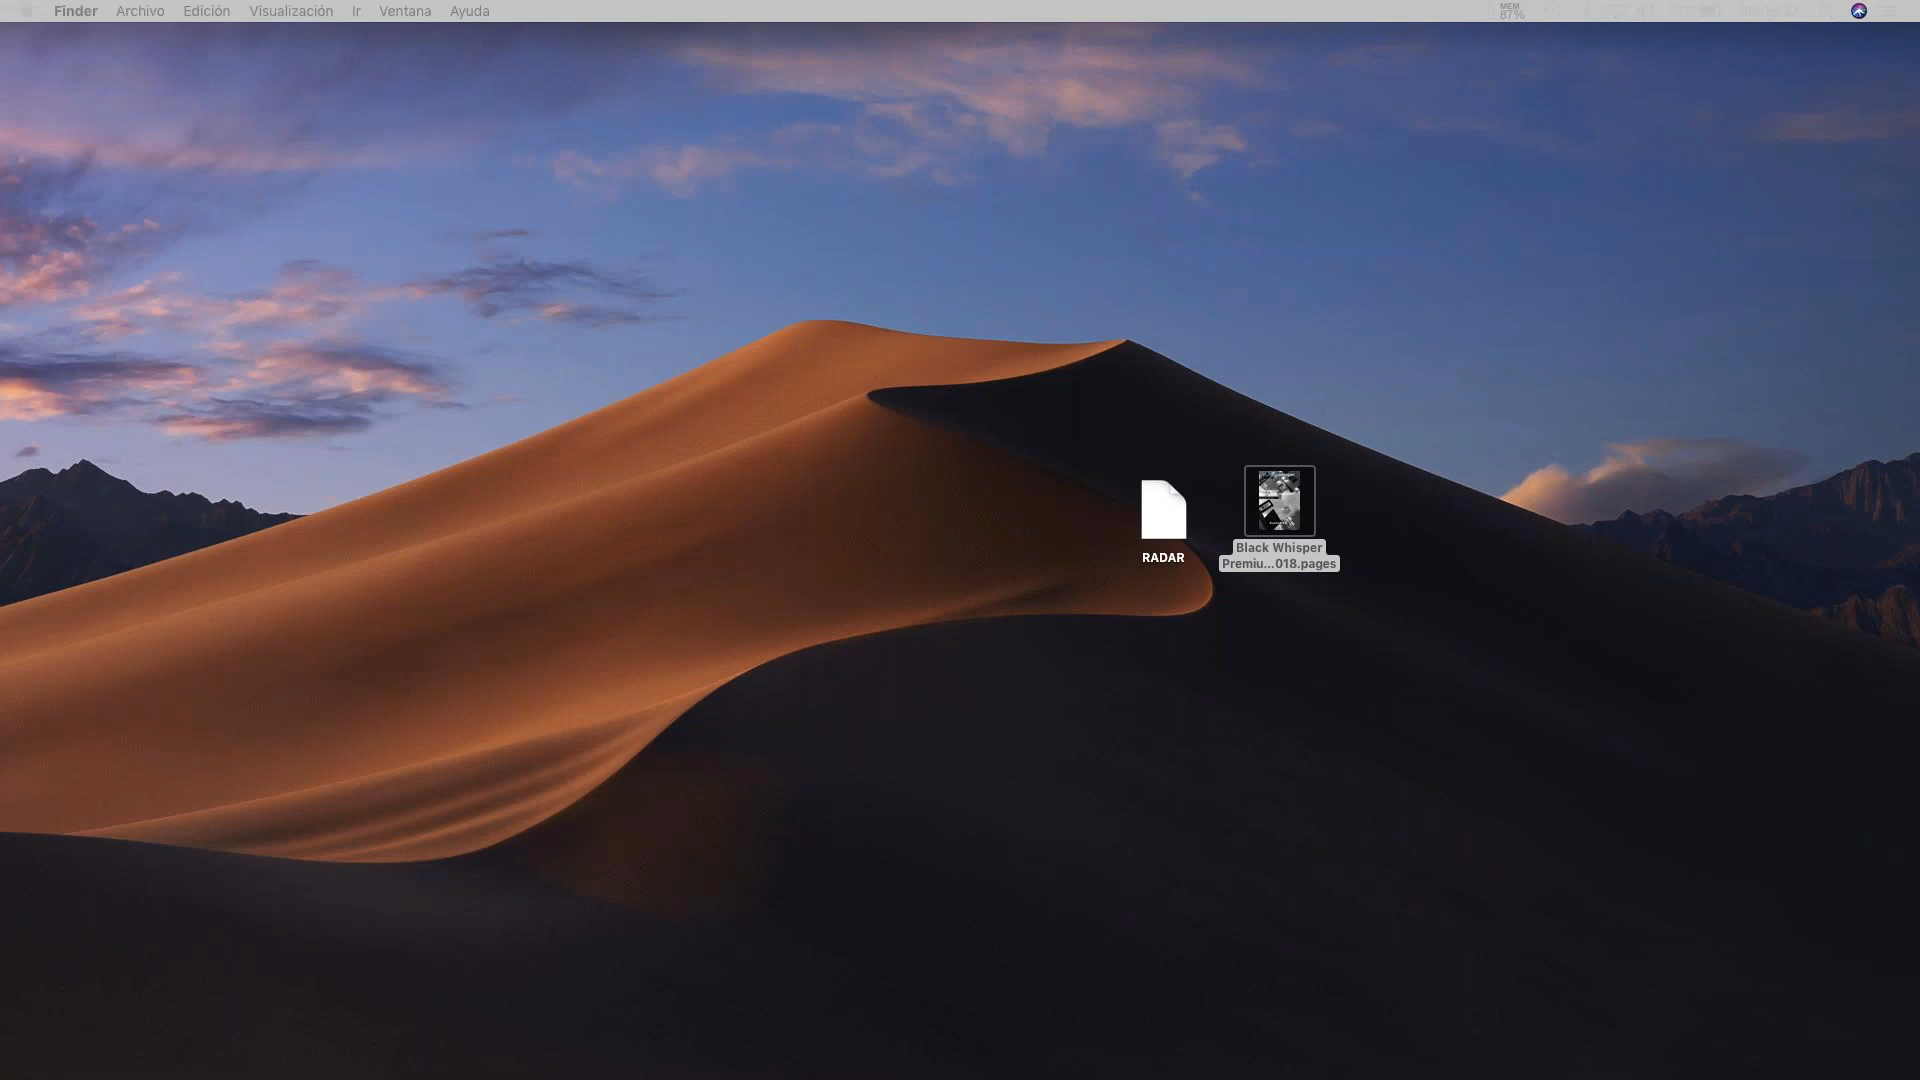 Finder Archivo Edición Visualización Ir Ventana Ayuda
MEM
87%
RADAR
Black Whisper
Premiu...018.pages